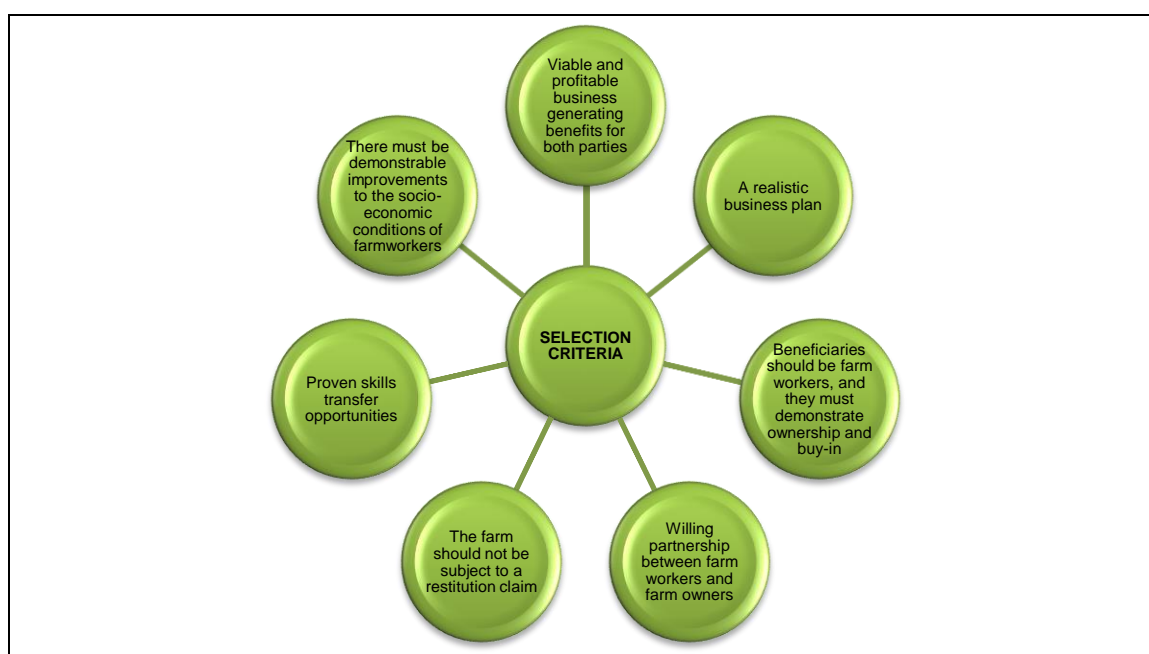 Viable and
profitable
business
generating
benefits for
both parties
A realistic
business plan
Beneficiaries
should be farm
workers, and
they must
demonstrate
ownership and
buy-in
Willing
partnership
between farm
workers and
farm owners
The farm
should not be
subject to a
restitution claim
Proven skills
transfer
opportunities
There must be
demonstrable
improvements
to the socio-
economic
conditions of
farmworkers
SELECTION
CRITERIA